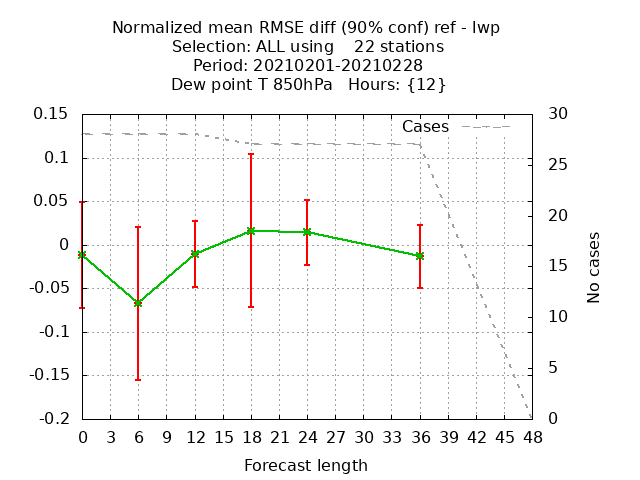 Normalized mean RMSE diff (90% conf) ref - lwp
Selection: ALL using    22 stations
Period: 20210201-20210228
Dew point T 850hPa   Hours: {12}
0.15
0.1
0.05
0
-0.05
-0.1
-0.15
-0.2
30
25
20
15
10
5
0
Cases
No cases
0 3 6 9 12 15 18 21 24 27 30 33 36 39 42 45 48
Forecast length